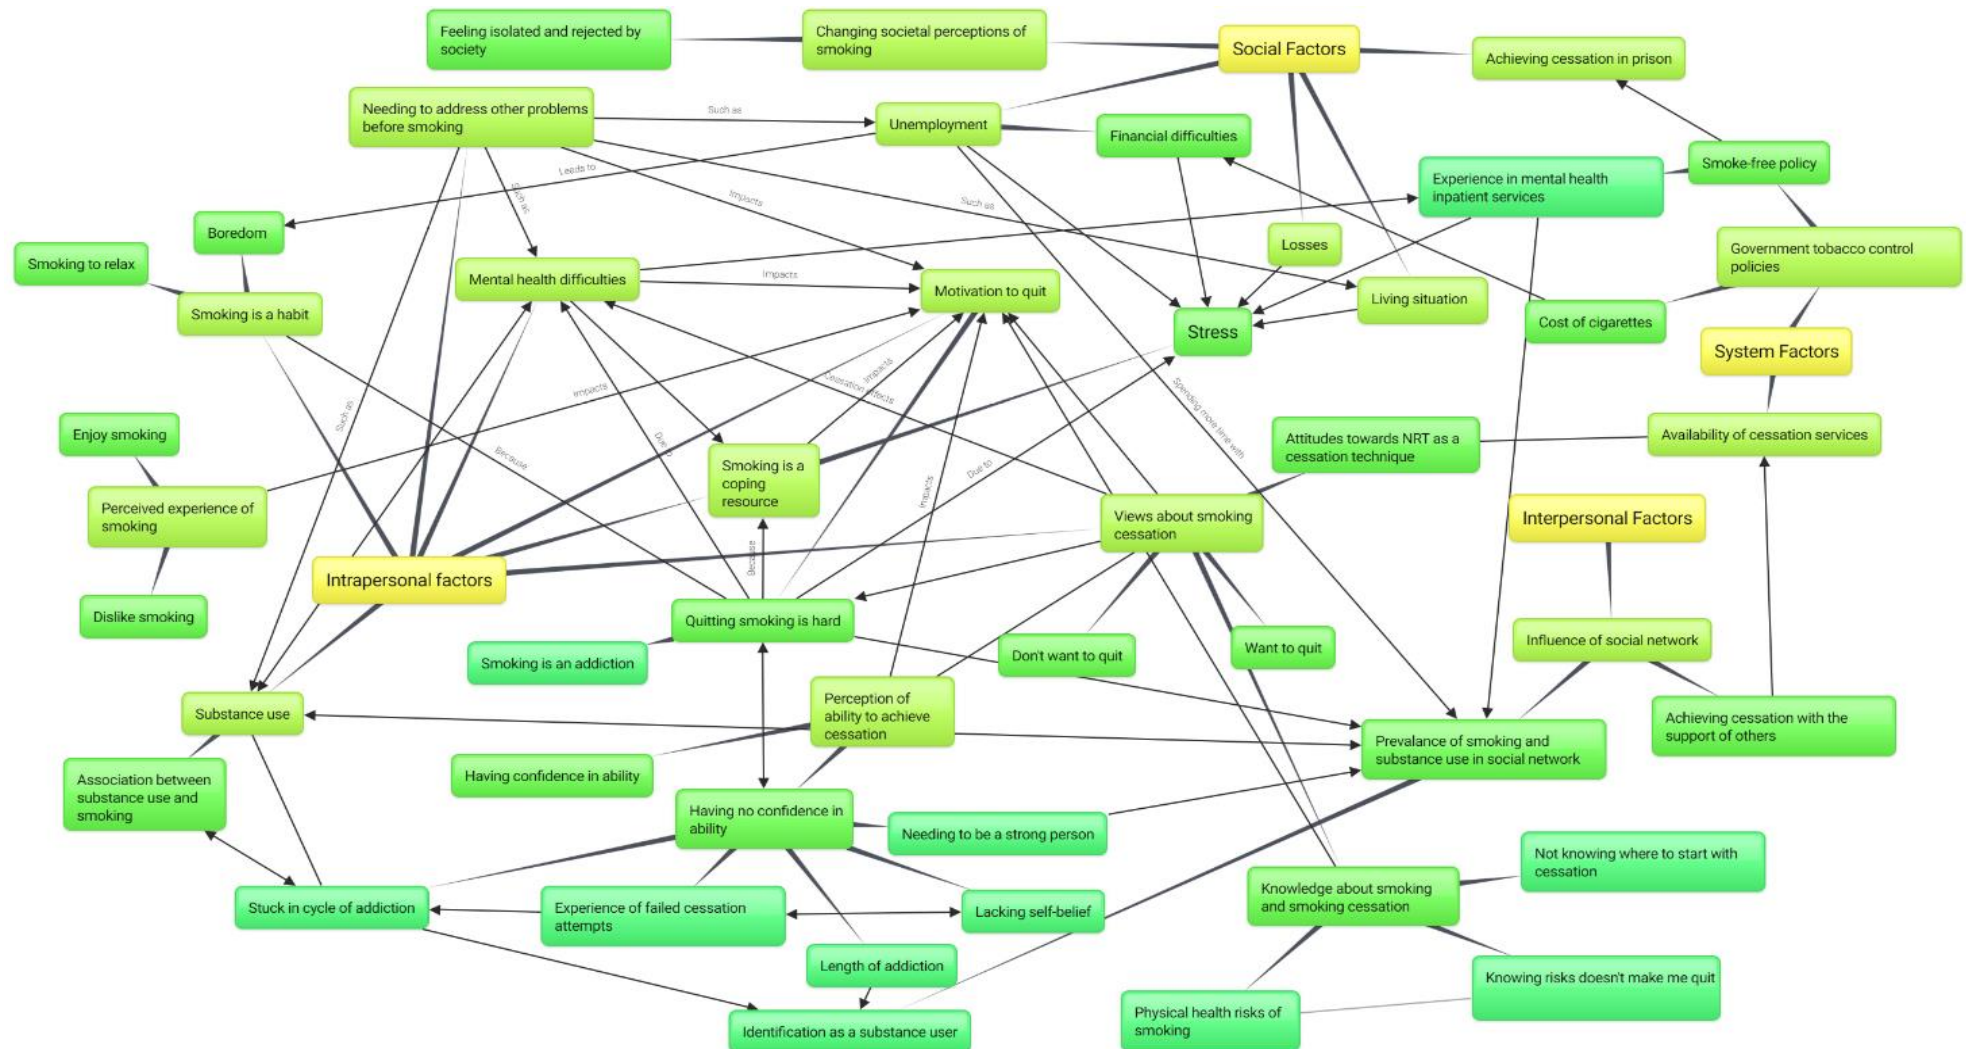 Feeling isolated and rejected by
society
Changing societal perceptions of
smoking
Social Factors
Achieving cessation in prison
Needing to address other problems
before smoking
Such as
Unemployment
Financial difficulties
Smoke-free policy
Leads to
Experience in mental health
inpatient services
Such as
Impacts
Such as
Boredom
Losses
Government tobacco control
policies
Smoking to relax
Mental health difficulties
Impacts
Motivation to quit
Living situation
Smoking is a habit
Stress
Cost of cigarettes
System Factors
Impacts
Cessation effects
Impacts
Spending more time with
Such as
Enjoy smoking
Due to
Because
Smoking is a
coping
resource
Due to
Attitudes towards NRT as a
cessation technique
Availability of cessation services
Perceived experience of
smoking
Impacts
Views about smoking
cessation
Interpersonal Factors
Because
Intrapersonal factors
Dislike smoking
Quitting smoking is hard
Smoking is an addiction
Don't want to quit
Want to quit
Influence of social network
Substance use
Perception of
ability to achieve
cessation
Achieving cessation with the
support of others
Prevalance of smoking and
substance use in social network
Having confidence in ability
Association between
substance use and
smoking
Having no confidence in
ability
Needing to be a strong person
Not knowing where to start with
cessation
Stuck in cycle of addiction
Experience of failed cessation
attempts
Lacking self-belief
Knowledge about smoking
and smoking cessation
Length of addiction
Knowing risks doesn't make me quit
Identification as a substance user
Physical health risks of
smoking